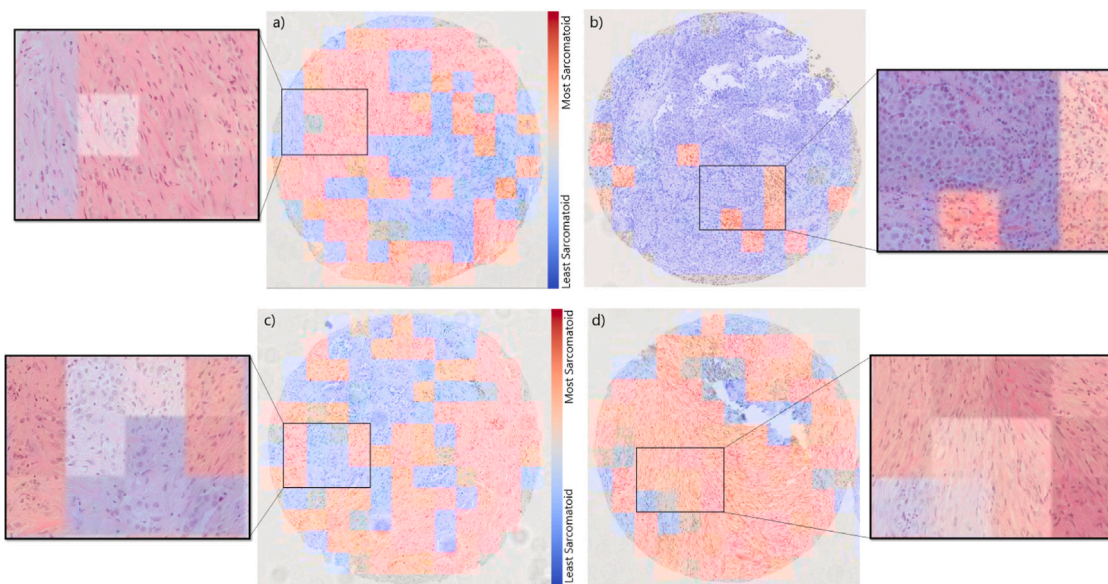 a)
Most Sarcomatoid
Least Sarcomatoid
b)
c)
Most Sarcomatoid
Least Sarcomatoid
d)